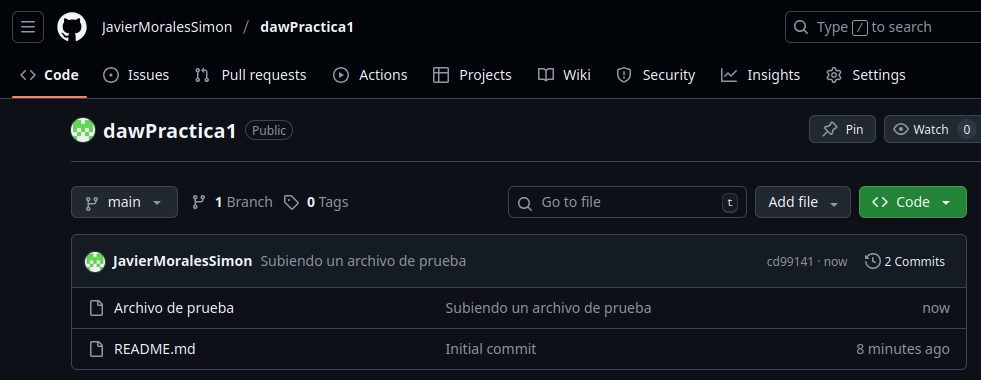 JavierMoralesSimon / dawPractica1 Type / to search
Code Issues Pull requests Actions Projects Wiki Security Insights Settings
dawPractica1 Public Pin Watch 0
main 1 Branch 0 Tags Go to file t Add file Code
JavierMoralesSimon Subiendo un archivo de prueba cd99141 · now 2 Commits
Archivo de prueba Subiendo un archivo de prueba now
README.md Initial commit 8 minutes ago